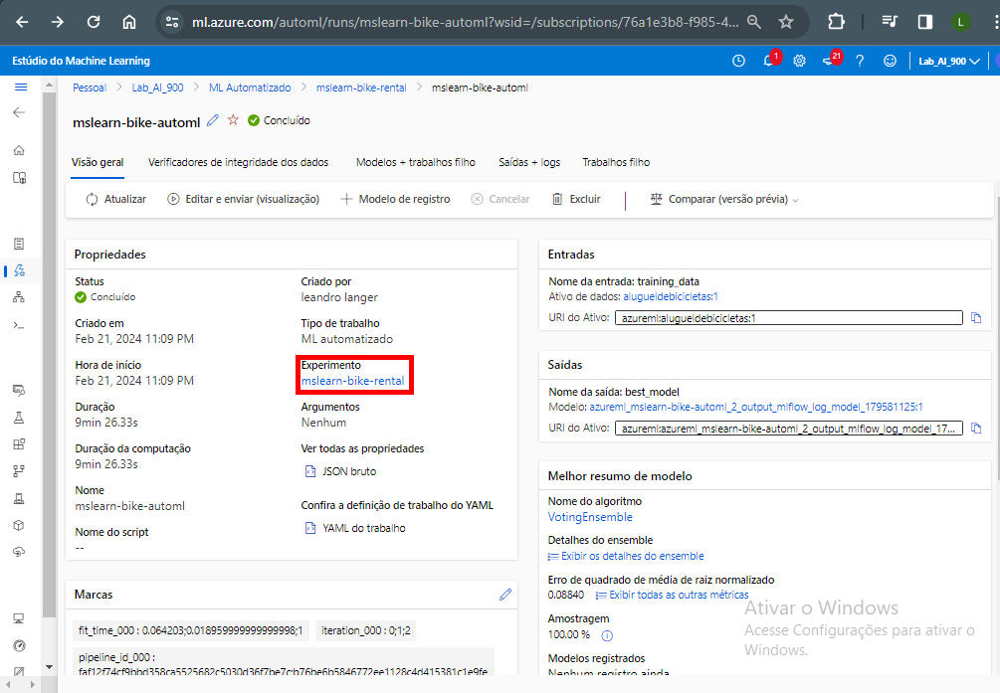 ml.azure.com/automl/runs/mslearn-bike-automl?wsid=/subscriptions/76a1e3b8-f985-4...
L
Estúdio do Machine Learning
1
21
Lab_AI_900
Pessoal > Lab_AI_900 > ML Automatizado > mslearn-bike-rental > mslearn-bike-automl
mslearn-bike-automl Concluído
Visão geral Verificadores de integridade dos dados Modelos + trabalhos filho Saídas + logs Trabalhos filho
Atualizar Editar e enviar (visualização) Modelo de registro Cancelar Excluir Comparar (versão prévia)
Propriedades
Status
Concluído
Criado em
Feb 21, 2024 11:09 PM
Hora de início
Feb 21, 2024 11:09 PM
Duração
9min 26.33s
Duração da computação
9min 26.33s
Nome
mslearn-bike-automl
Nome do script
--
Criado por
leandro langer
Tipo de trabalho
ML automatizado
Experimento
mslearn-bike-rental
Argumentos
Nenhum
Ver todas as propriedades
JSON bruto
Confira a definição de trabalho do YAML
YAML do trabalho
Marcas
fit_time_000 : 0.064203;0.018959999999999998;1 iteration_000 : 0;1;2
pipeline_id_000 :
Entradas
Nome da entrada: training_data
Ativo de dados: alugueldebicicletas:1
URI do Ativo: azureml:alugueldebicicletas:1
Saídas
Nome da saída: best_model
Modelo: azureml_mslearn-bike-automl_2_output_mlflow_log_model_179581125:1
URI do Ativo: azureml:azureml_mslearn-bike-automl_2_output_mlflow_log_model_17...
Melhor resumo de modelo
Nome do algoritmo
VotingEnsemble
Detalhes do ensemble
Exibir os detalhes do ensemble
Erro de quadrado de média de raiz normalizado
0.08840 Exibir todas as outras métricas
Amostragem
100.00 %
Modelos registrados
Nenhum registro ainda
Ativar o Windows
Acesse Configurações para ativar o
Windows.